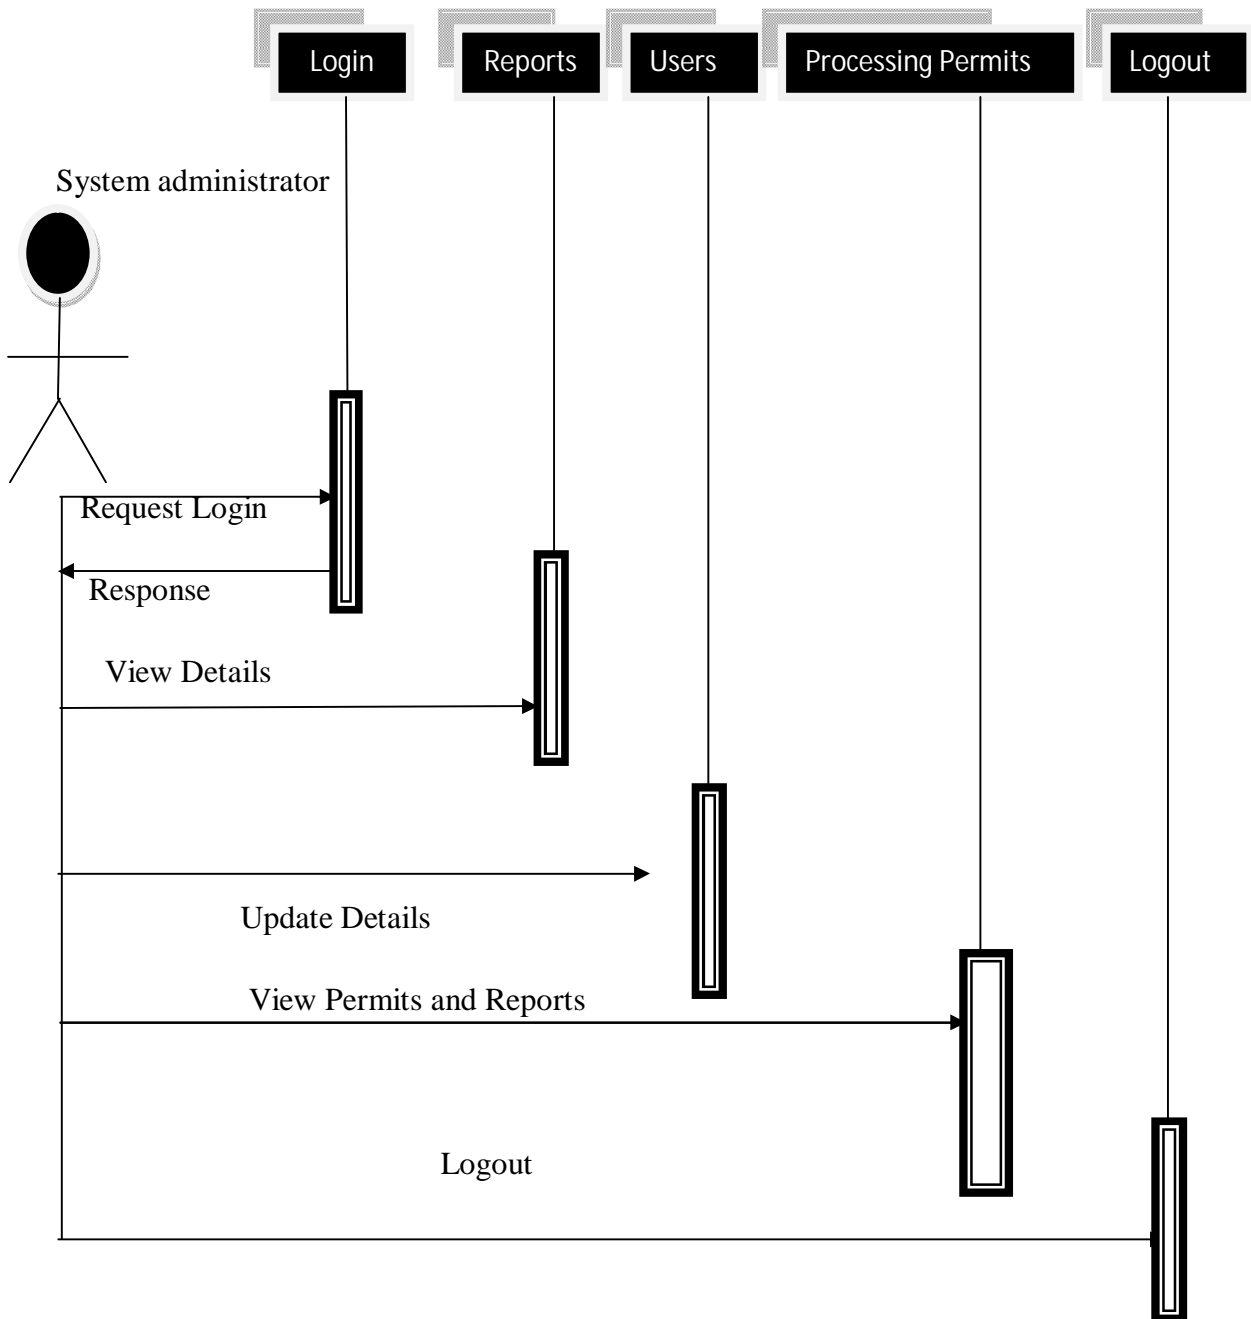 Login
Reports
Users
Processing Permits
Logout
System administrator
Request Login
Response
View Details
Update Details
View Permits and Reports
Logout